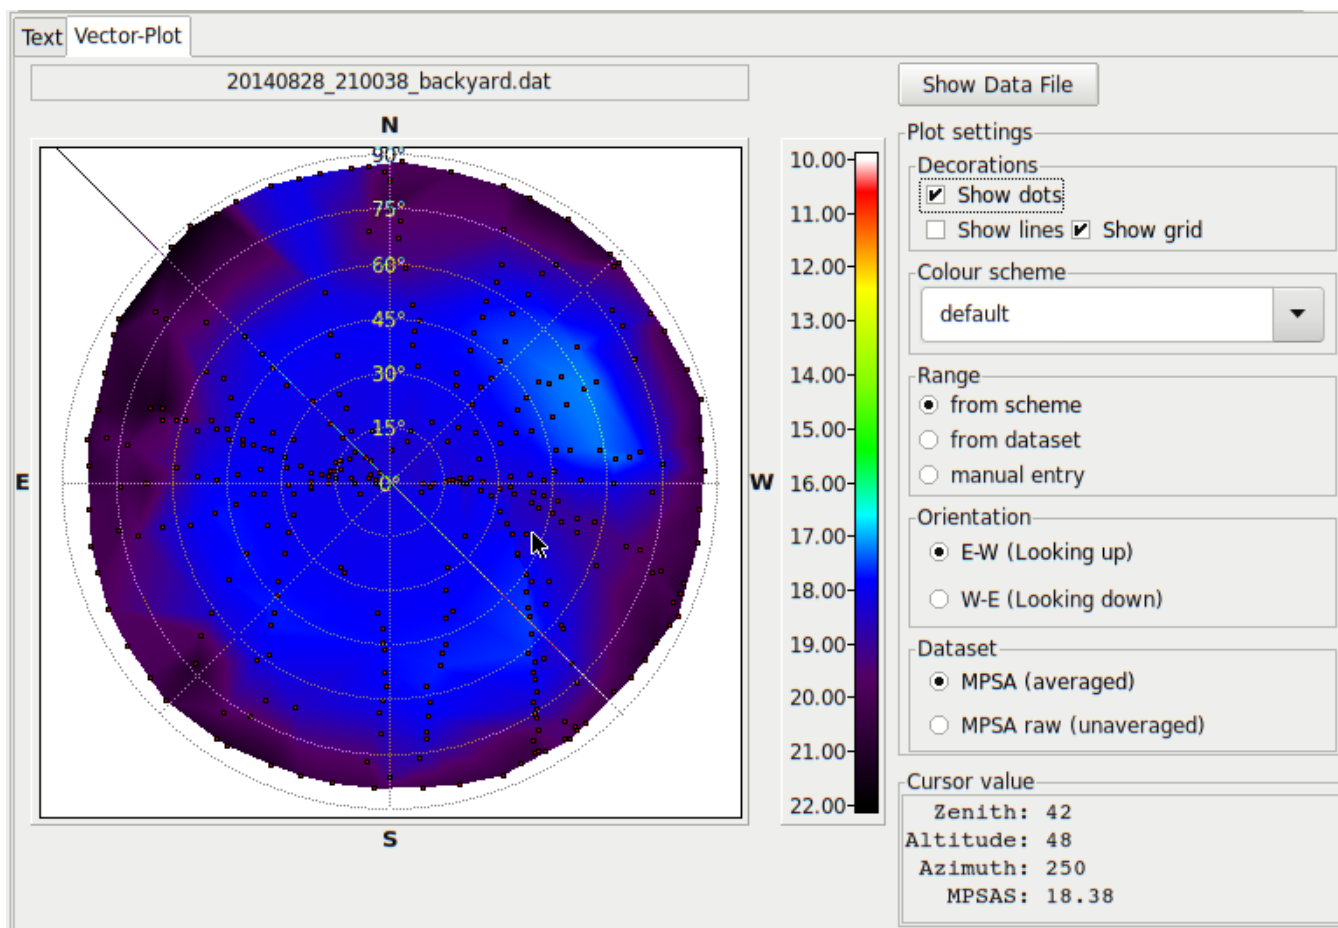 Text Vector-Plot
20140828_210038_backyard.dat
Show Data File
N
90°
75°
60°
45°
30°
15°
0°
E
W
S
10.00
11.00
12.00
13.00
14.00
15.00
16.00
17.00
18.00
19.00
20.00
21.00
22.00
Plot settings
Decorations
Show dots
Show lines Show grid
Colour scheme
default
Range
from scheme
from dataset
manual entry
Orientation
E-W (Looking up)
W-E (Looking down)
Dataset
MPSA (averaged)
MPSA raw (unaveraged)
Cursor value
Zenith: 42
Altitude: 48
Azimuth: 250
MPSAS: 18.38